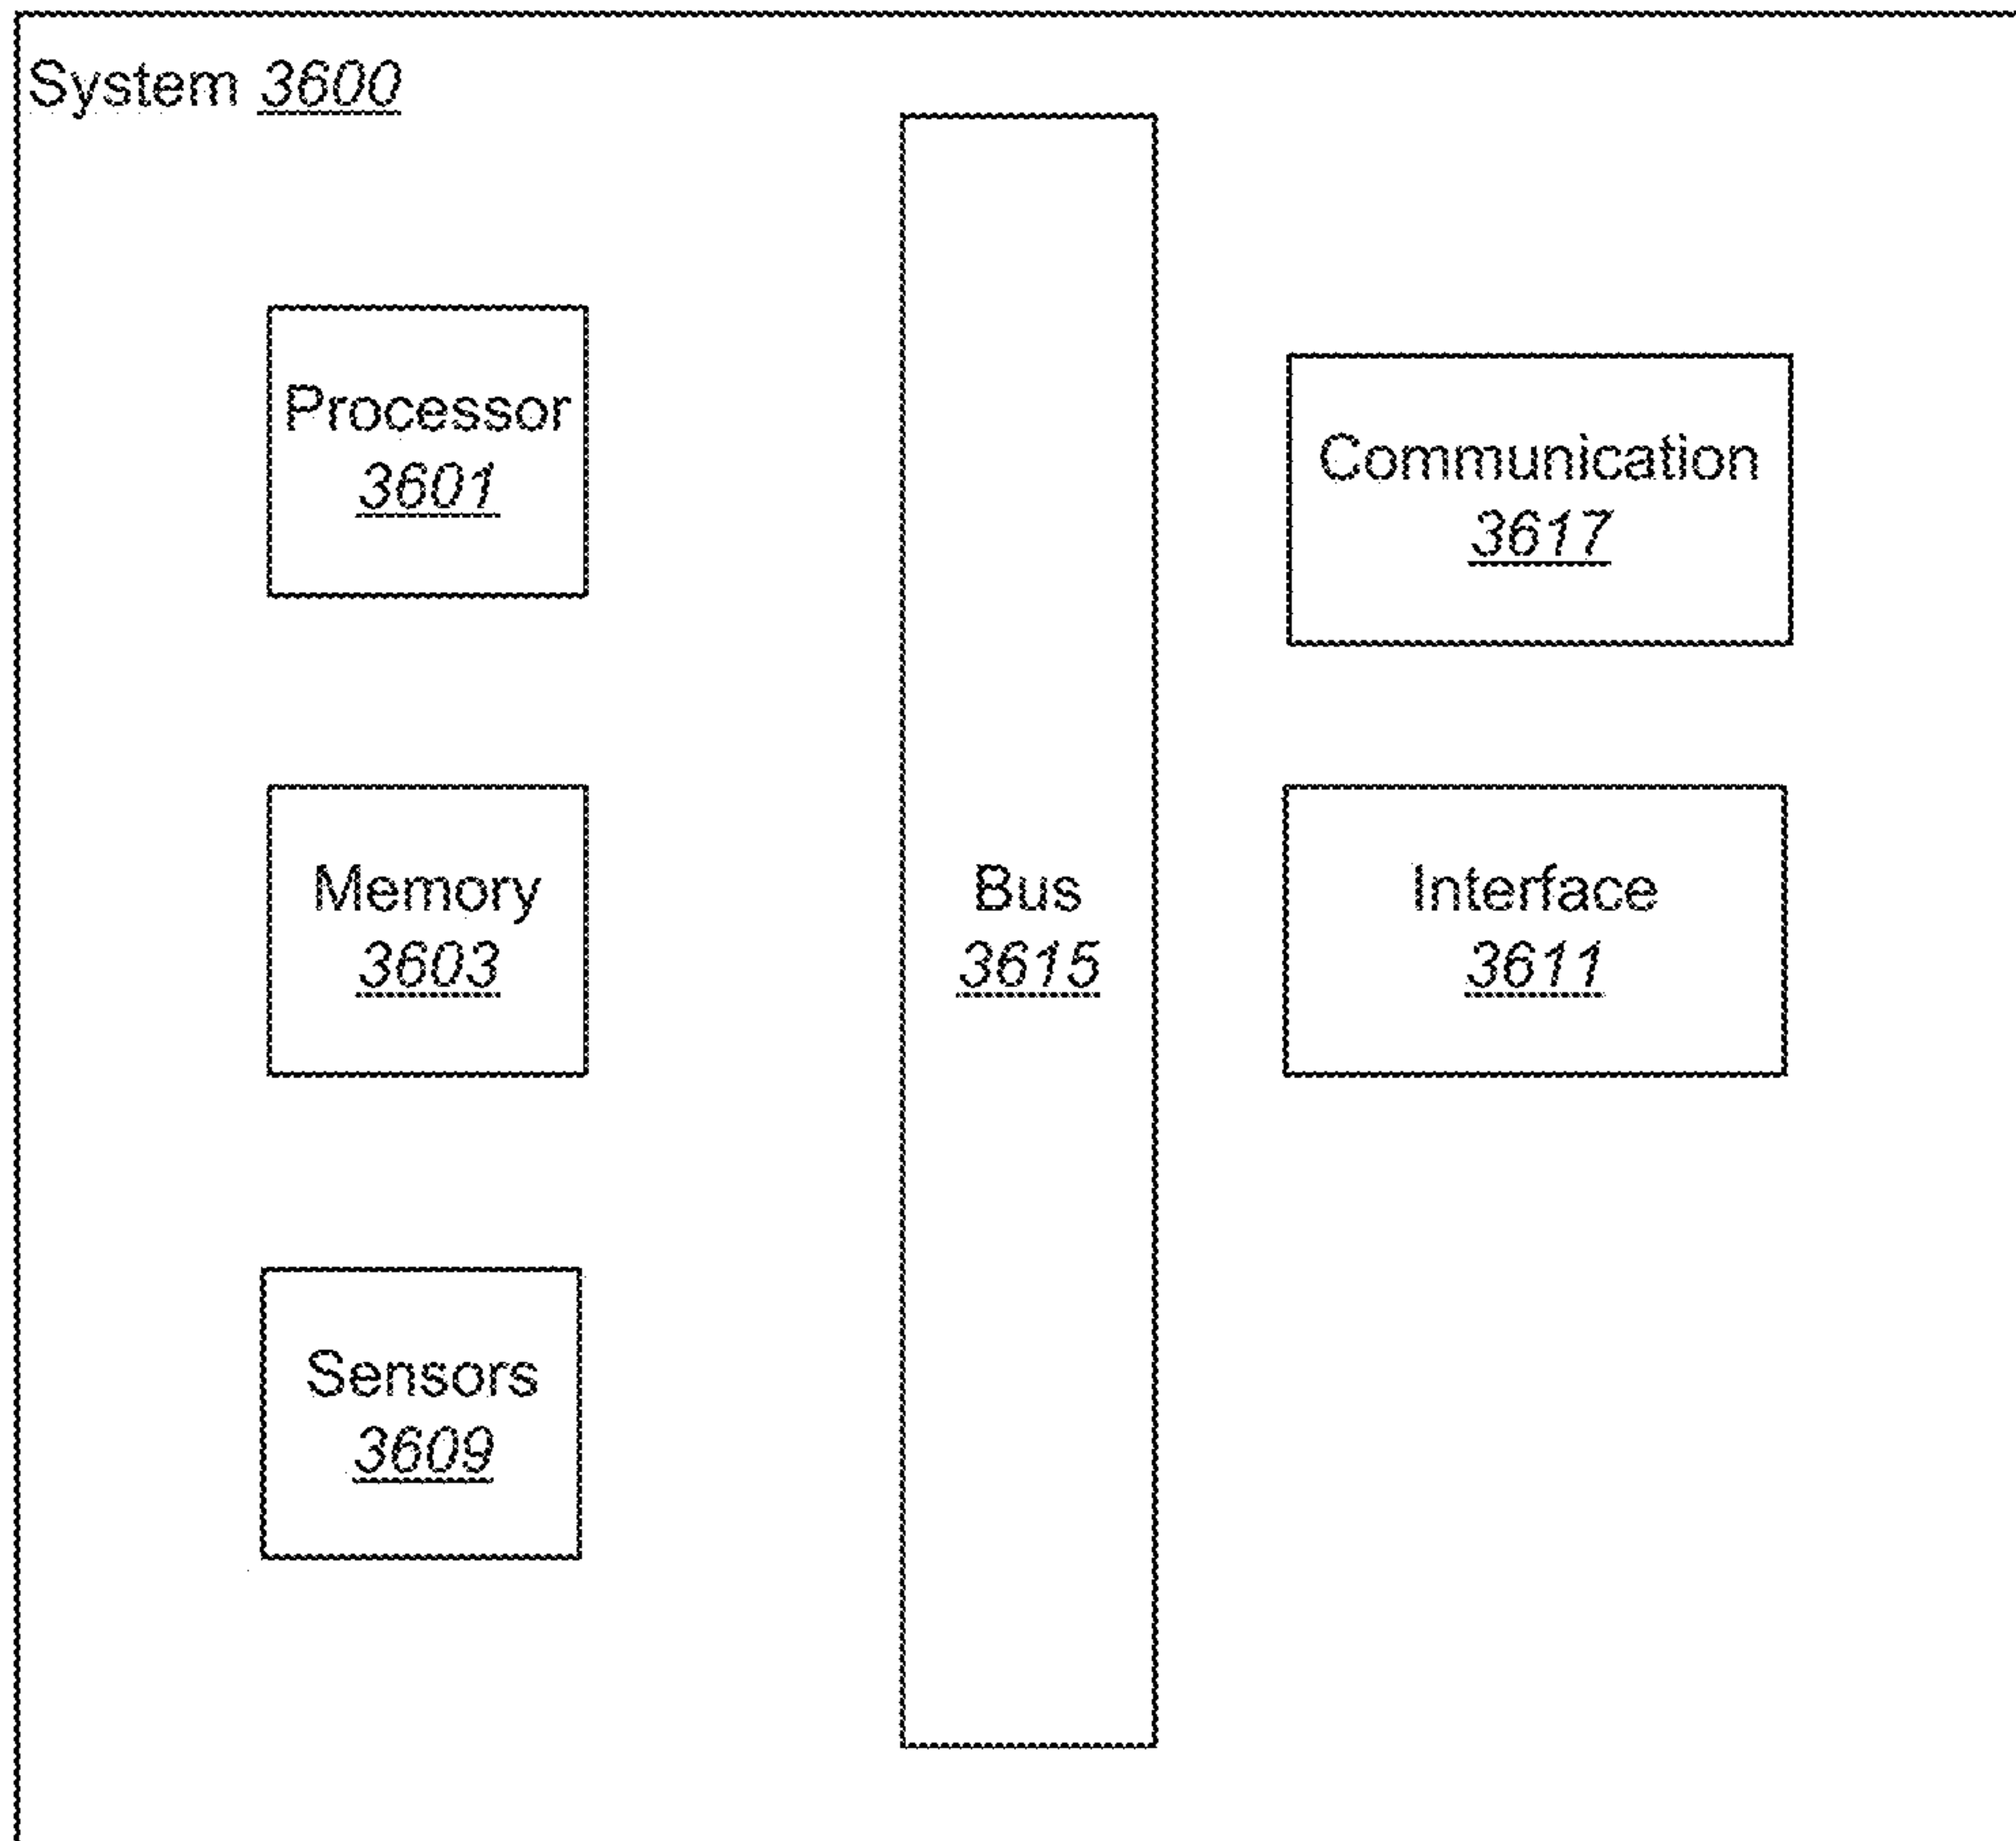 System 3600
Processor
3601
Communication
3617
Memory
3603
Bus
3615
Interface
3611
Sensors
3609